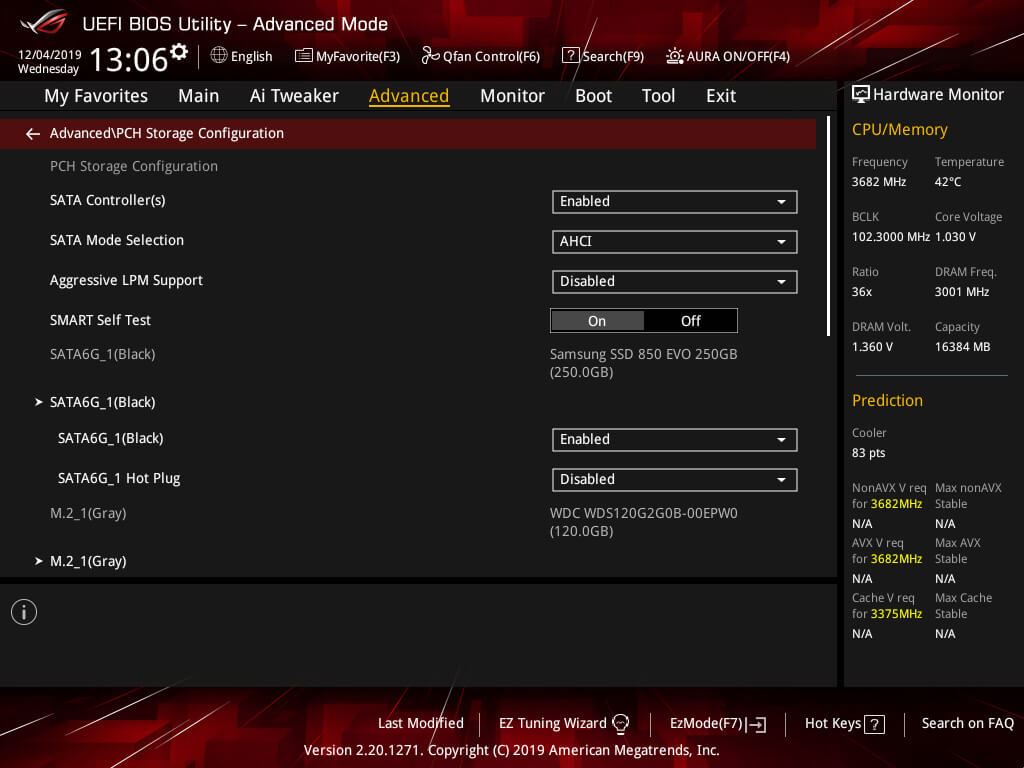 UEFI BIOS Utility – Advanced Mode
12/04/2019
Wednesday
13:06
English
MyFavorite(F3)
Qfan Control(F6)
? Search(F9)
AURA ON/OFF(F4)
My Favorites Main Ai Tweaker Advanced Monitor Boot Tool Exit
Advanced\PCH Storage Configuration
PCH Storage Configuration
SATA Controller(s) Enabled
SATA Mode Selection AHCI
Aggressive LPM Support Disabled
SMART Self Test On Off
SATA6G_1(Black) Samsung SSD 850 EVO 250GB
(250.0GB)
SATA6G_1(Black)
SATA6G_1(Black) Enabled
SATA6G_1 Hot Plug Disabled
M.2_1(Gray) WDC WDS120G2G0B-00EPW0
(120.0GB)
M.2_1(Gray)
Hardware Monitor
CPU/Memory
Frequency Temperature
3682 MHz 42°C
BCLK Core Voltage
102.3000 MHz 1.030 V
Ratio DRAM Freq.
36x 3001 MHz
DRAM Volt. Capacity
1.360 V 16384 MB
Prediction
Cooler
83 pts
NonAVX V req Max nonAVX
for 3682MHz Stable
N/A N/A
AVX V req Max AVX
for 3682MHz Stable
N/A N/A
Cache V req Max Cache
for 3375MHz Stable
N/A N/A
Last Modified EZ Tuning Wizard EzMode(F7) Hot Keys ? Search on FAQ
Version 2.20.1271. Copyright (C) 2019 American Megatrends, Inc.